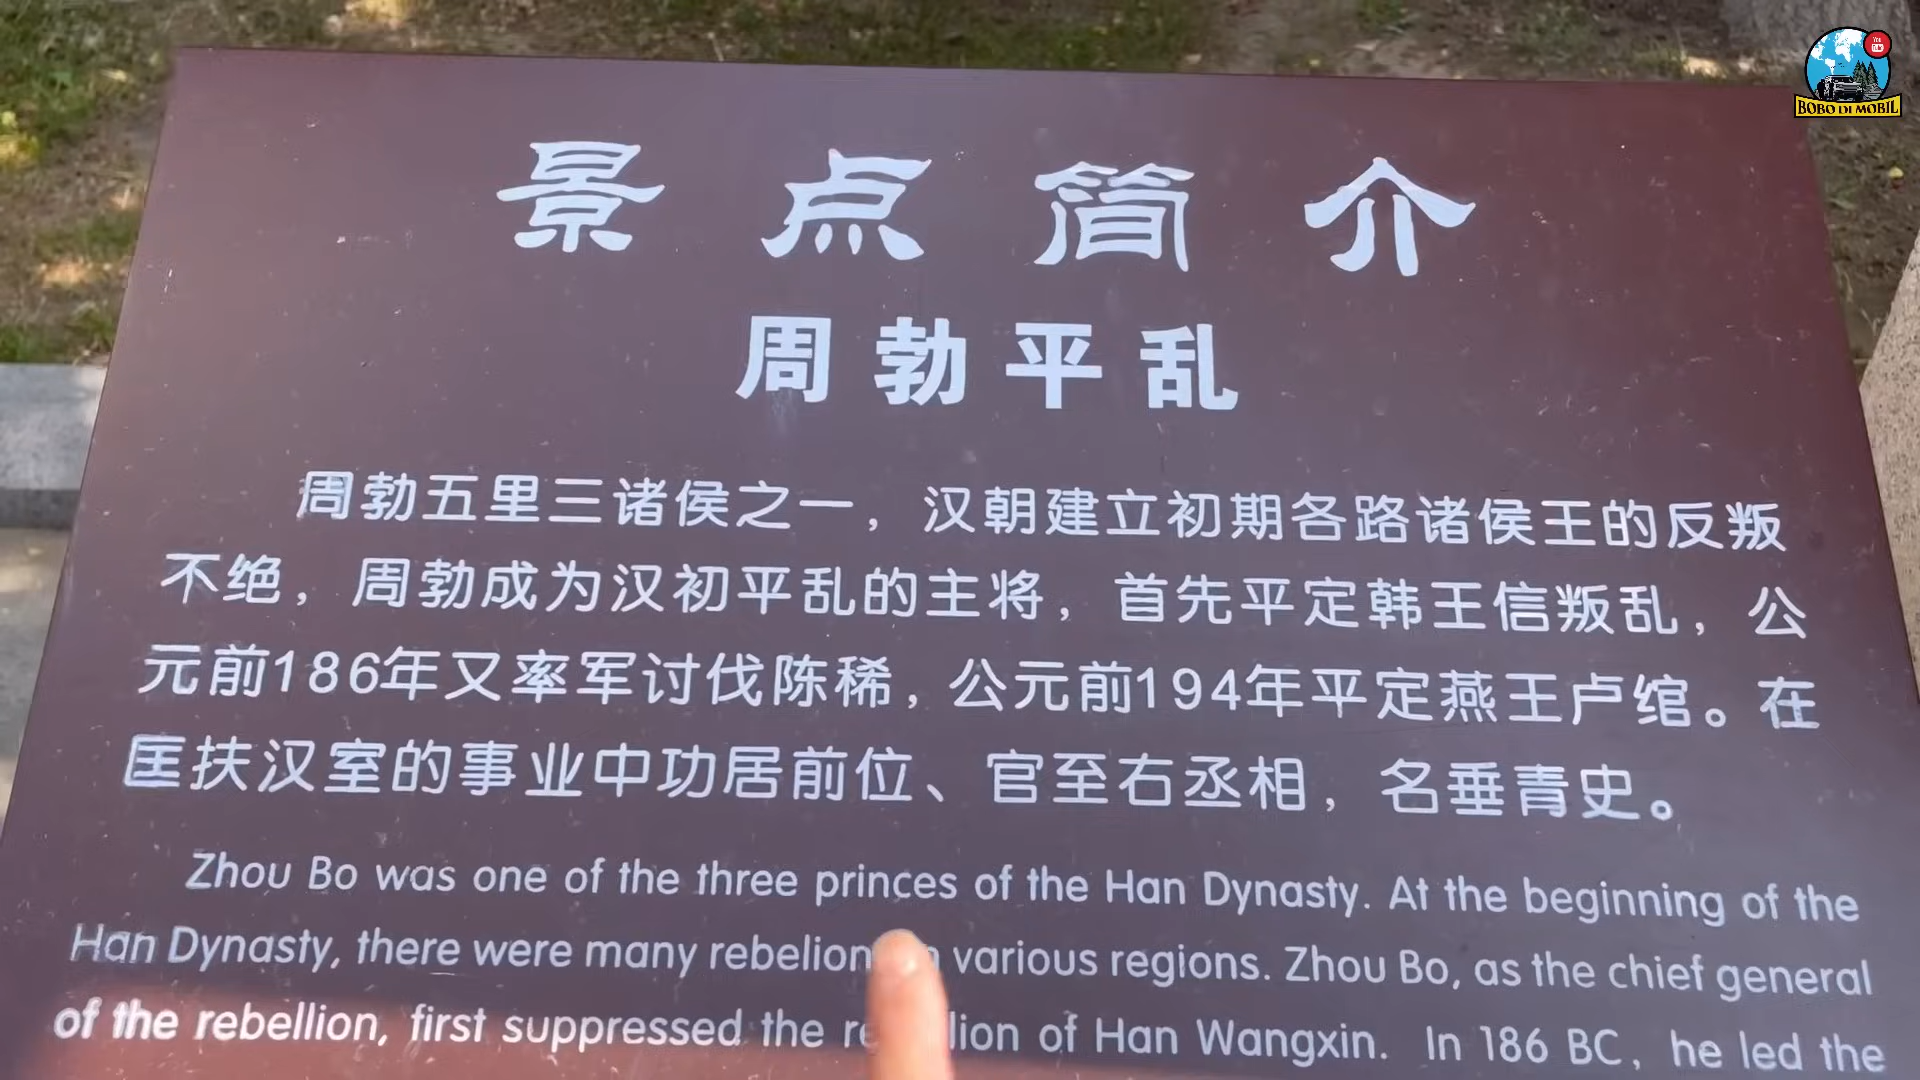 BOBO DI MOBIL
景点简介
周勃平乱
周勃五里三诸侯之一，汉朝建立初期各路诸侯王的反叛
不绝，周勃成为汉初平乱的主将，首先平定韩王信叛乱，公
元前186年又率军讨伐陈稀，公元前194年平定燕王卢绾。在
匡扶汉室的事业中功居前位、官至右丞相，名垂青史。
Zhou Bo was one of the three princes of the Han Dynasty. At the beginning of the
Han Dynasty, there were many rebelion various regions. Zhou Bo, as the chief general
of the rebellion, first suppressed the of Han Wangxin. In 186 BC, he led the